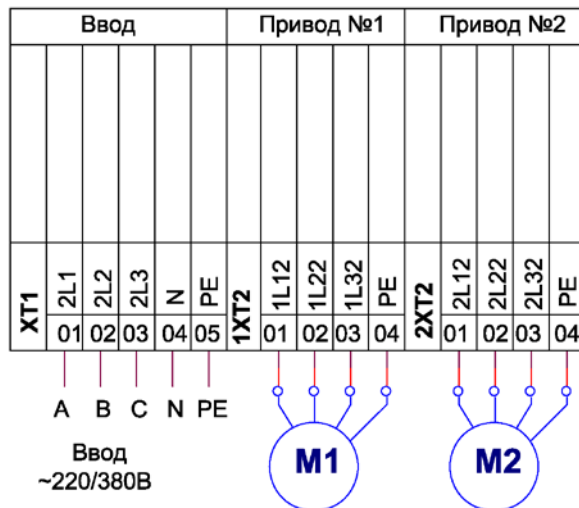 Ввод Привод №1 Привод №2
XT1 2L1 2L2 2L3 N PE 1XT2 1L12 1L22 1L32 PE 2XT2 2L12 2L22 2L32 PE
01 02 03 04 05 01 02 03 04 01 02 03 04
A B C N PE
Ввод
~220/380В
M1 M2